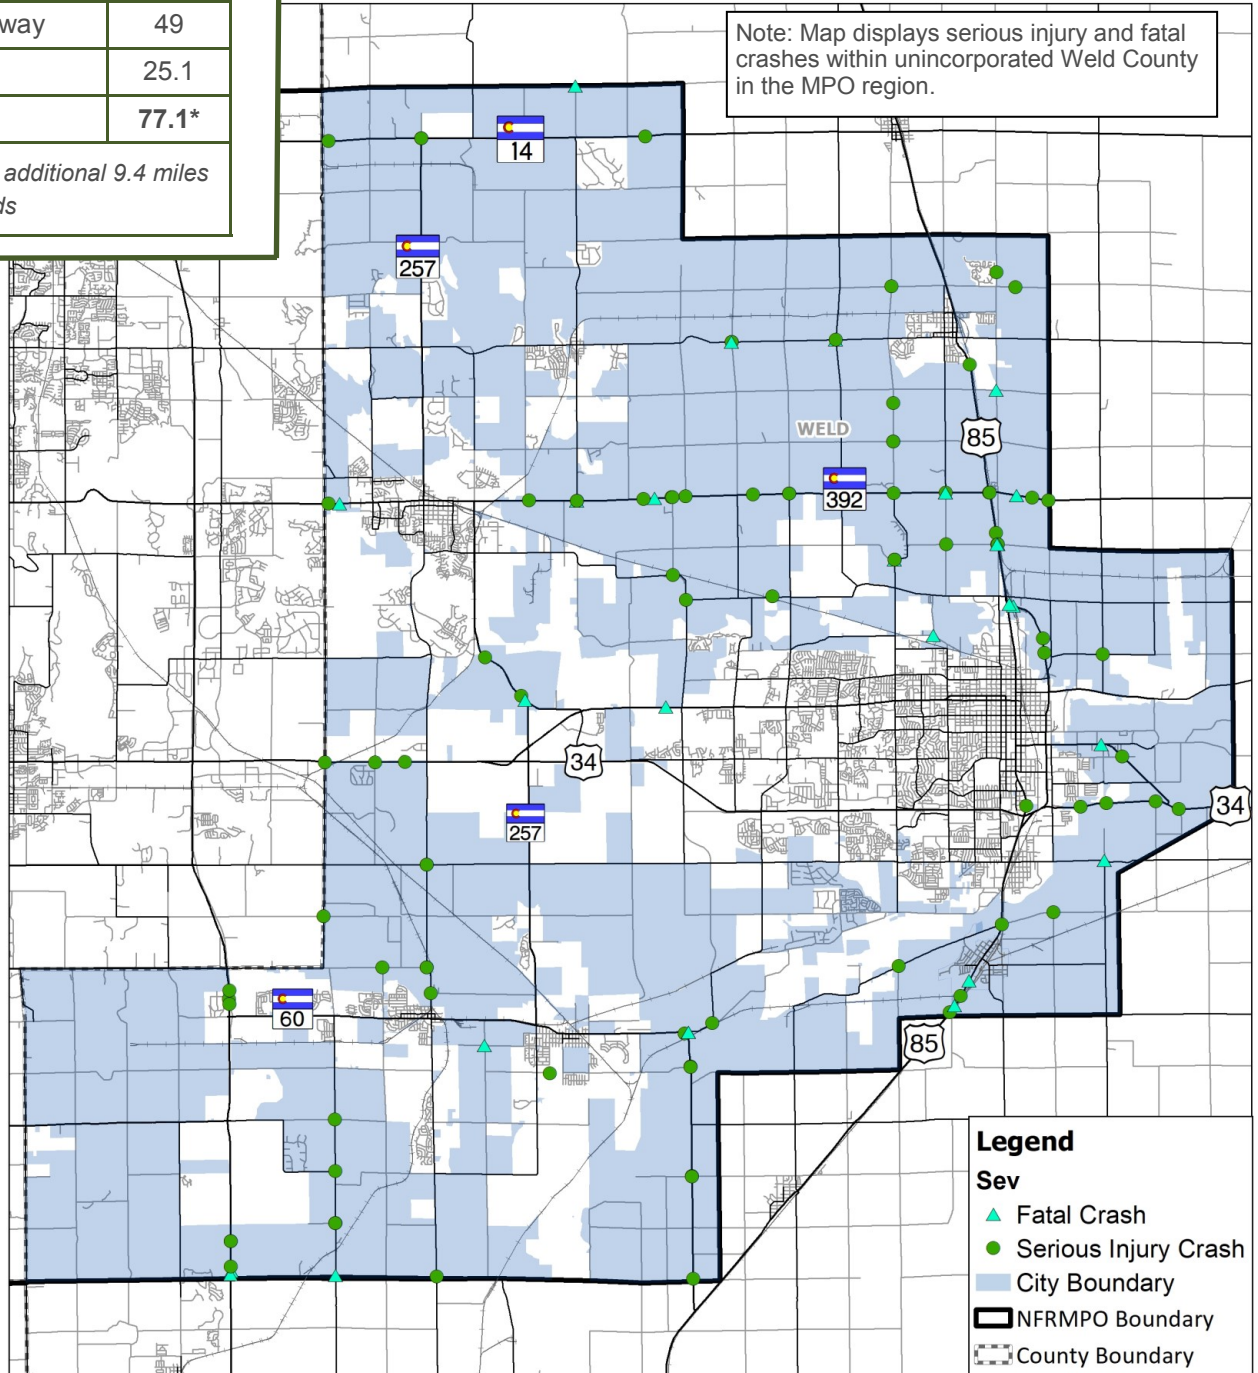 way 49
25.1
77.1*
additional 9.4 miles
ds
Note: Map displays serious injury and fatal
crashes within unincorporated Weld County
in the MPO region.
14
257
WELD
85
392
34
257
34
60
85
Legend
Sev
Fatal Crash
Serious Injury Crash
City Boundary
NFRMPO Boundary
County Boundary